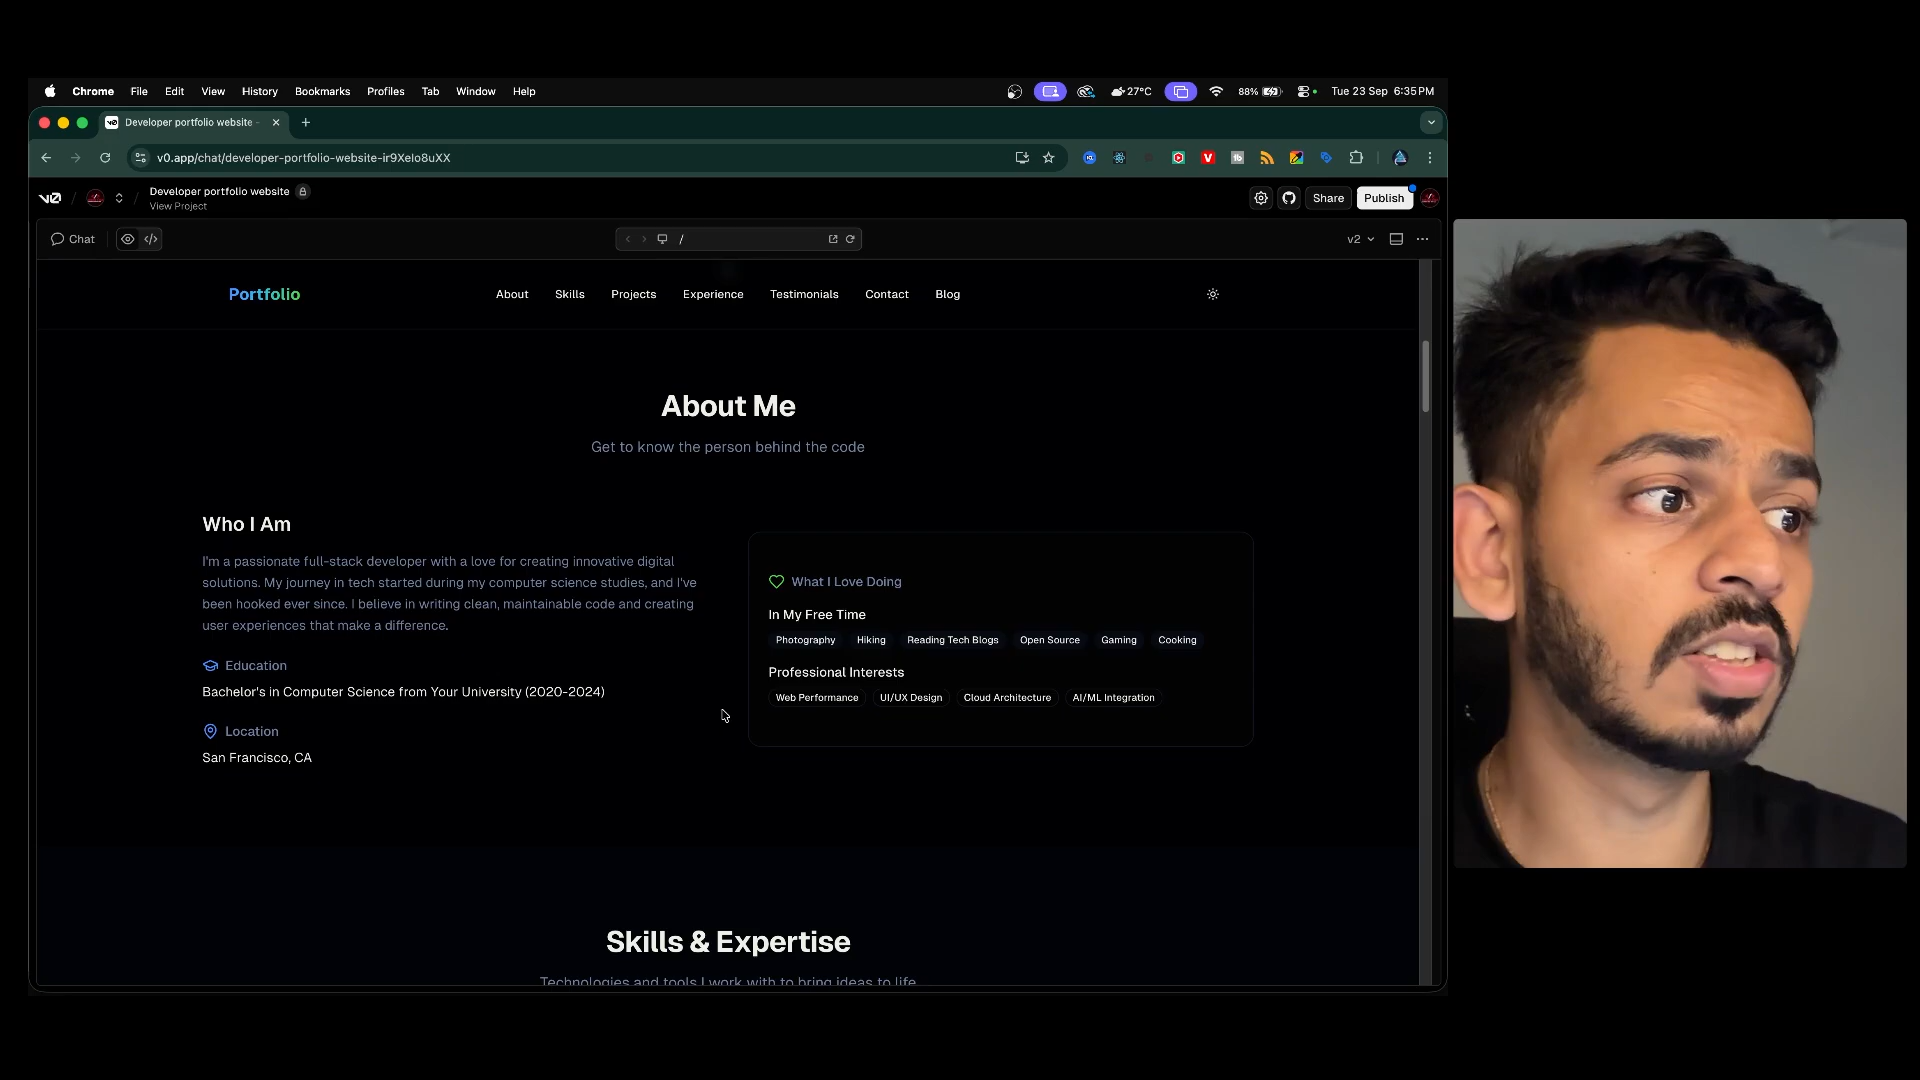 Chrome File Edit View History Bookmarks Profiles Tab Window Help 27°C 88% Tue 23 Sep 6:35 PM
Developer portfolio website -
v0.app/chat/developer-portfolio-website-ir9Xelo8uXX
v0 / / Developer portfolio website
View Project
Share Publish
Chat / v2
Portfolio About Skills Projects Experience Testimonials Contact Blog
About Me
Get to know the person behind the code
Who I Am
I'm a passionate full-stack developer with a love for creating innovative digital
solutions. My journey in tech started during my computer science studies, and I've
been hooked ever since. I believe in writing clean, maintainable code and creating
user experiences that make a difference.
Education
Bachelor's in Computer Science from Your University (2020-2024)
Location
San Francisco, CA
What I Love Doing
In My Free Time
Photography Hiking Reading Tech Blogs Open Source Gaming Cooking
Professional Interests
Web Performance UI/UX Design Cloud Architecture AI/ML Integration
Skills & Expertise
Technologies and tools I work with to bring ideas to life